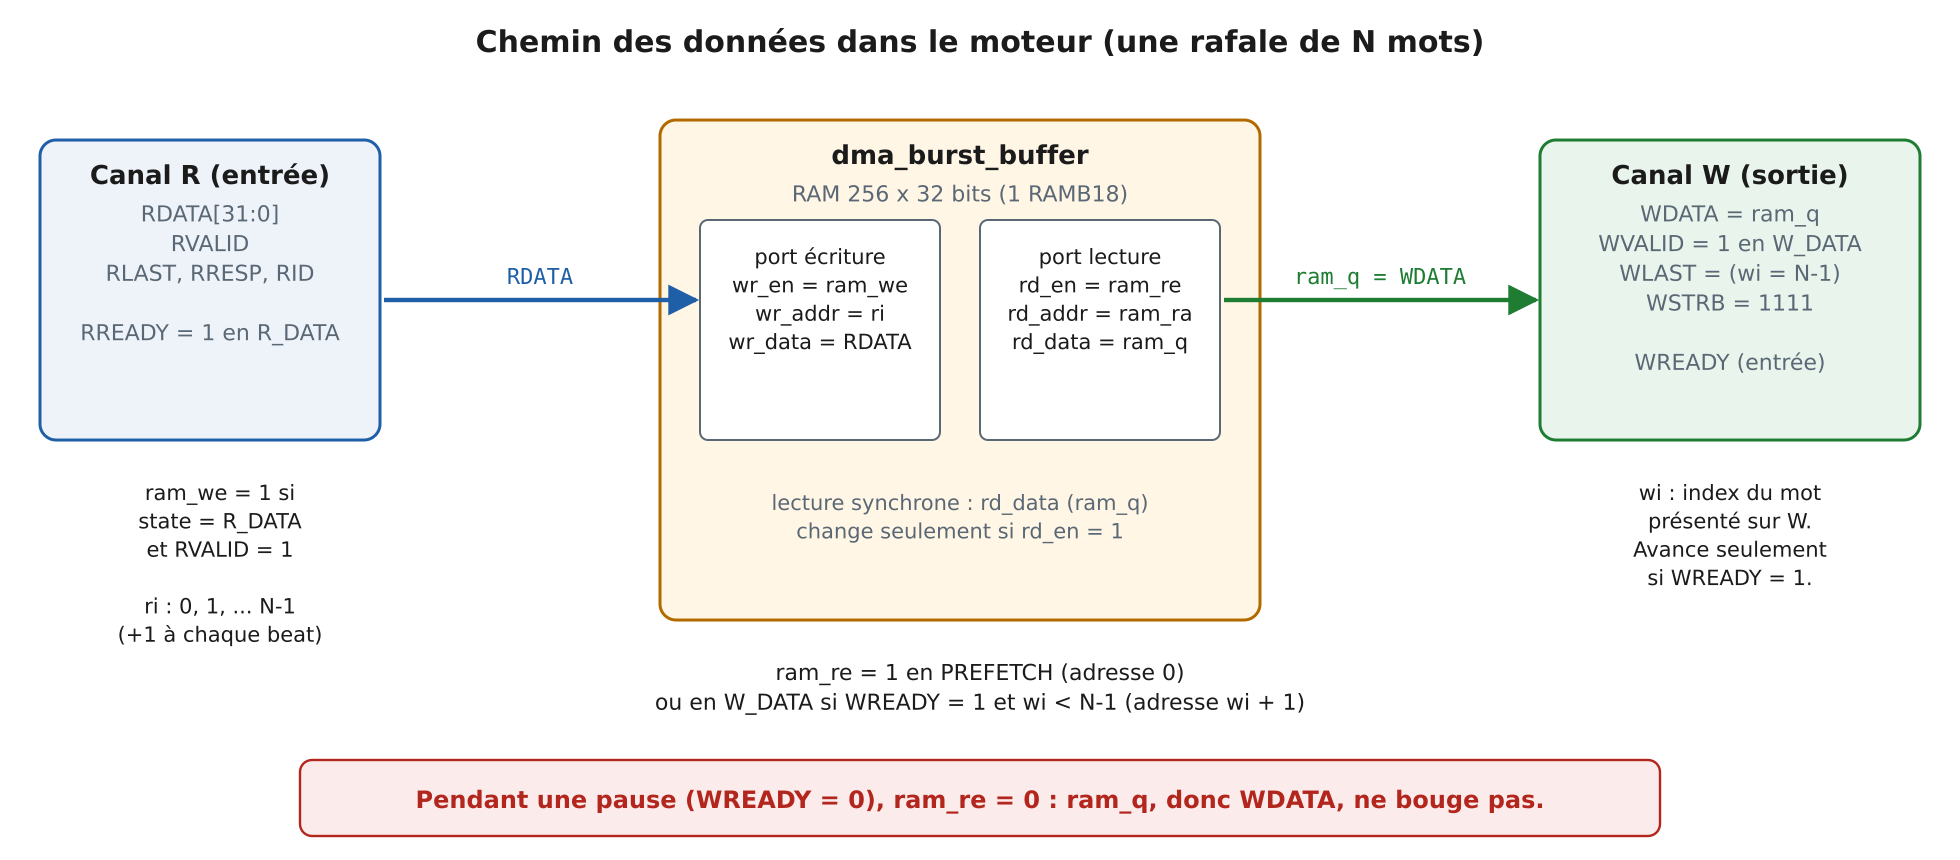 Chemin des données dans le moteur (une rafale de N mots)
Canal R (entrée)
RDATA[31:0]
RVALID
RLAST, RRESP, RID
RREADY = 1 en R_DATA
RDATA
dma_burst_buffer
RAM 256 x 32 bits (1 RAMB18)
port écriture
wr_en = ram_we
wr_addr = ri
wr_data = RDATA
port lecture
rd_en = ram_re
rd_addr = ram_ra
rd_data = ram_q
lecture synchrone : rd_data (ram_q)
change seulement si rd_en = 1
ram_q = WDATA
Canal W (sortie)
WDATA = ram_q
WVALID = 1 en W_DATA
WLAST = (wi = N-1)
WSTRB = 1111
WREADY (entrée)
ram_we = 1 si
state = R_DATA
et RVALID = 1
ri : 0, 1, ... N-1
(+1 à chaque beat)
wi : index du mot
présenté sur W.
Avance seulement
si WREADY = 1.
ram_re = 1 en PREFETCH (adresse 0)
ou en W_DATA si WREADY = 1 et wi < N-1 (adresse wi + 1)
Pendant une pause (WREADY = 0), ram_re = 0 : ram_q, donc WDATA, ne bouge pas.